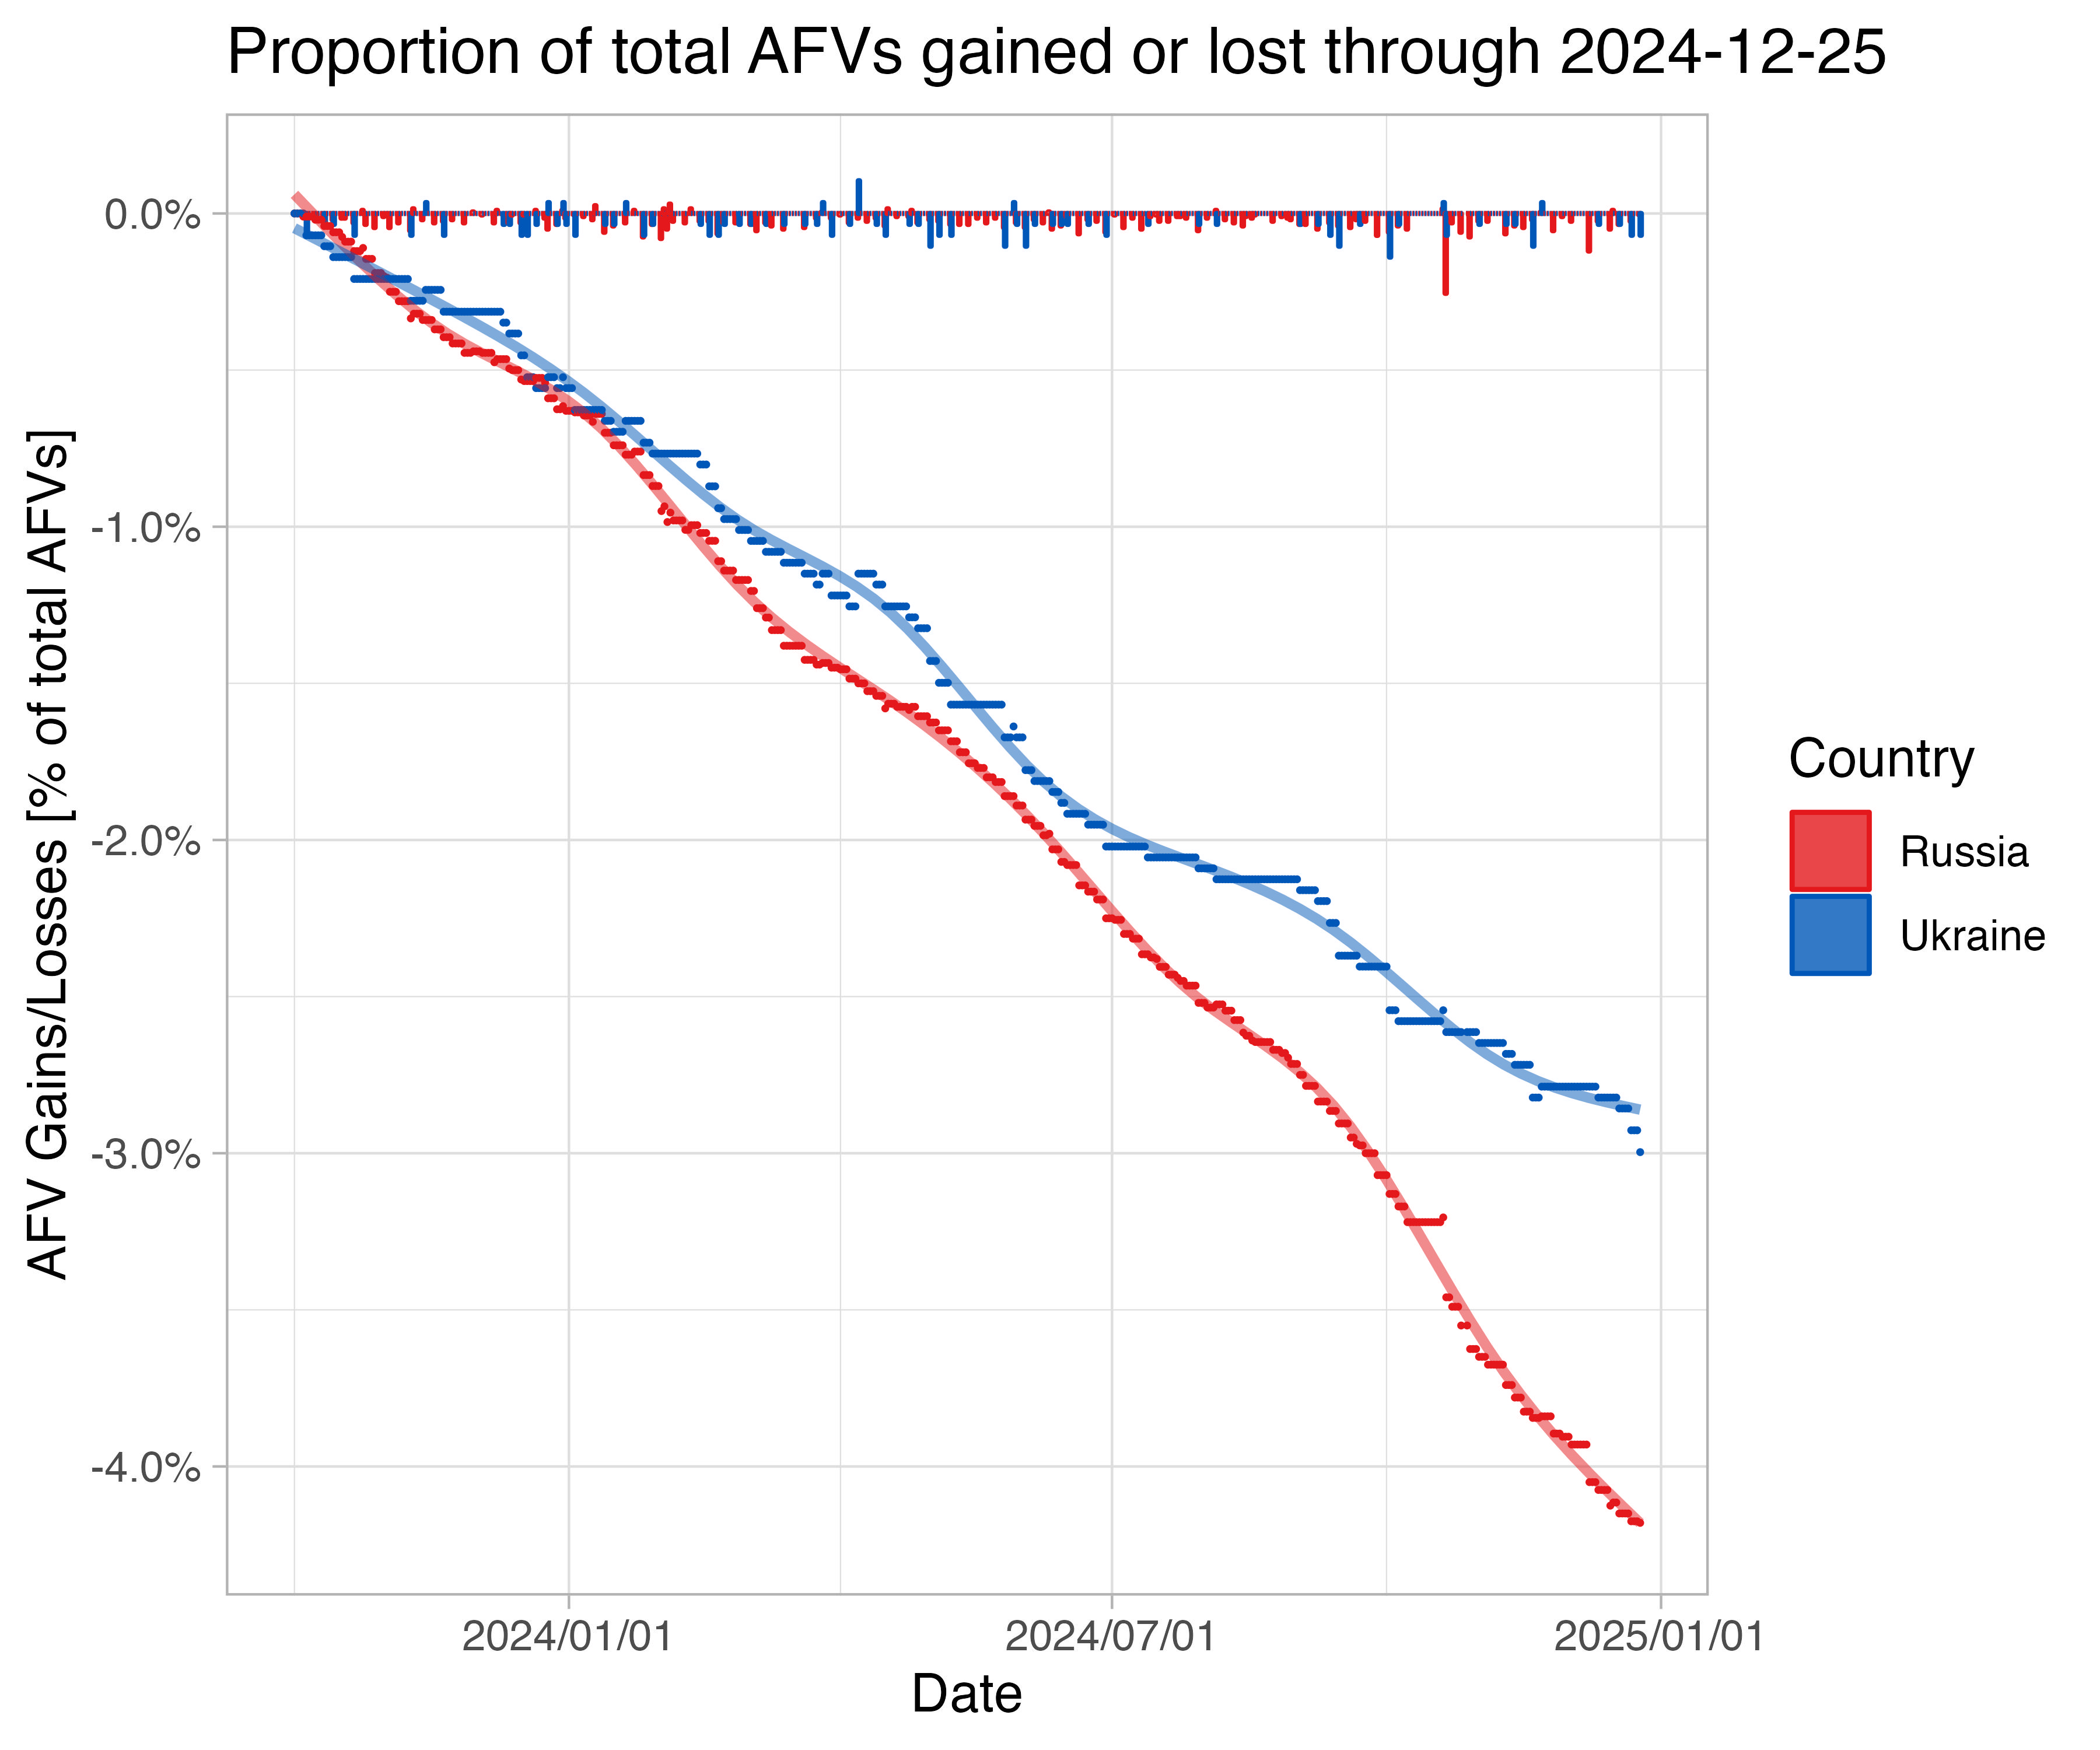 Proportion of total AFVs gained or lost through 2024-12-25
AFV Gains/Losses [% of total AFVs]
0.0%
-1.0%
-2.0%
-3.0%
-4.0%
2024/01/01
2024/07/01
2025/01/01
Date
Country
Russia
Ukraine